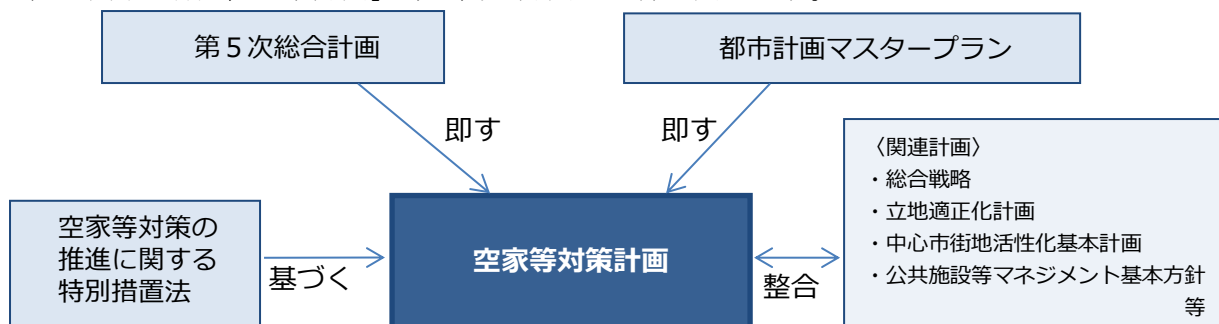 第５次総合計画
都市計画マスタープラン
即す
即す
〈関連計画〉
・総合戦略
・立地適正化計画
・中心市街地活性化基本計画
・公共施設等マネジメント基本方針
等
空家等対策の
推進に関する
特別措置法
基づく
空家等対策計画
整合